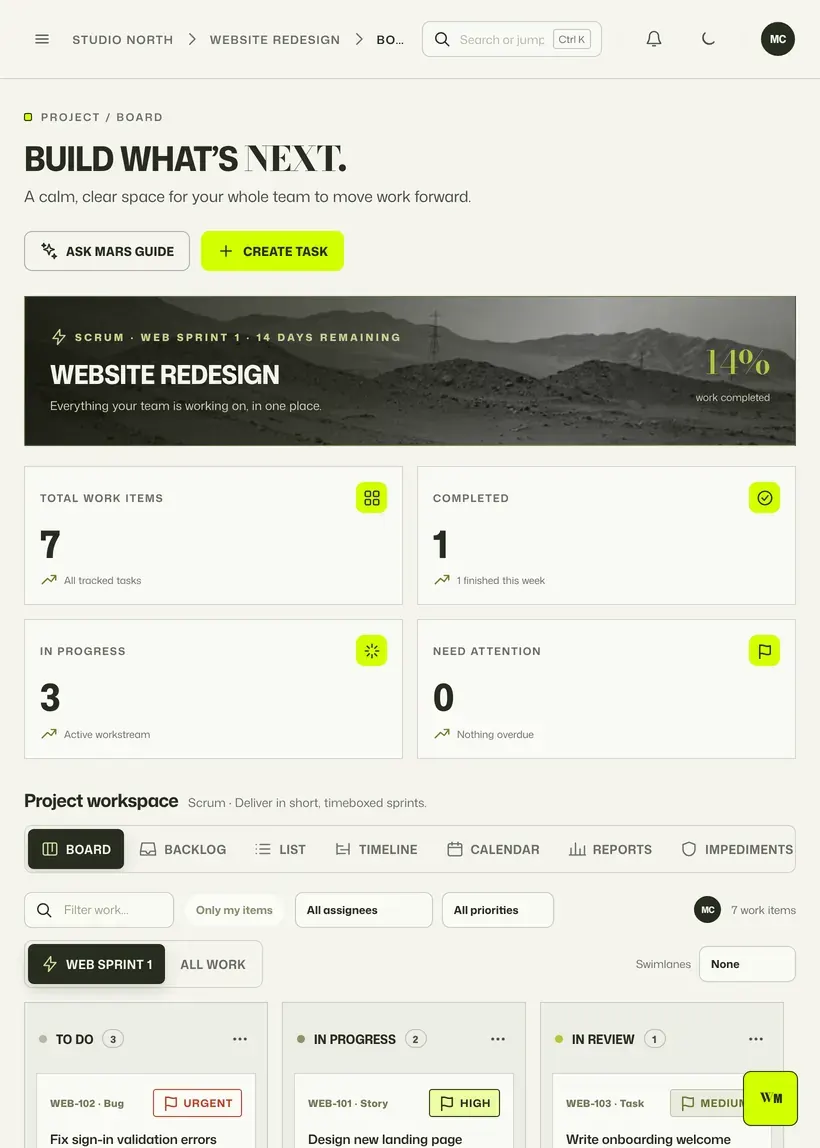 STUDIO NORTH > WEBSITE REDESIGN > BO...
Search or jump
Ctrl K
MC
PROJECT / BOARD
BUILD WHAT'S NEXT.
A calm, clear space for your whole team to move work forward.
ASK MARS GUIDE
CREATE TASK
SCRUM · WEB SPRINT 1 · 14 DAYS REMAINING
WEBSITE REDESIGN
Everything your team is working on, in one place.
14%
work completed
TOTAL WORK ITEMS
7
All tracked tasks
COMPLETED
1
1 finished this week
IN PROGRESS
3
Active workstream
NEED ATTENTION
0
Nothing overdue
Project workspace Scrum · Deliver in short, timeboxed sprints.
BOARD BACKLOG LIST TIMELINE CALENDAR REPORTS IMPEDIMENTS
Filter work...
Only my items
All assignees
All priorities
MC
7 work items
WEB SPRINT 1
ALL WORK
Swimlanes
None
TO DO 3
WEB-102 · Bug
URGENT
Fix sign-in validation errors
IN PROGRESS 2
WEB-101 · Story
HIGH
Design new landing page
IN REVIEW 1
WEB-103 · Task
MEDIUM
Write onboarding welcome
WM